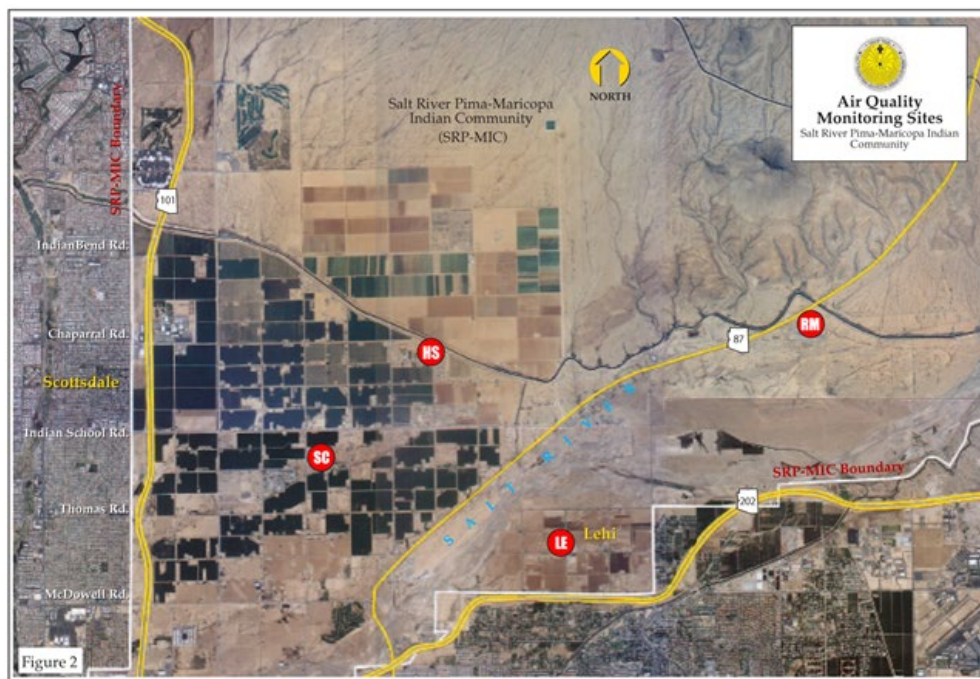 Air Quality
Monitoring Sites
Salt River Pima-Maricopa Indian
Community
NORTH
Salt River Pima-Maricopa
Indian Community
(SRP-MIC)
SRP-MIC Boundary
101
IndianBend Rd.
Chaparral Rd.
HS
RM
87
Scottsdale
Indian School Rd.
SC
SALT RIVER
SRP-MIC Boundary
202
Thomas Rd.
LE
Lehi
McDowell Rd.
Figure 2